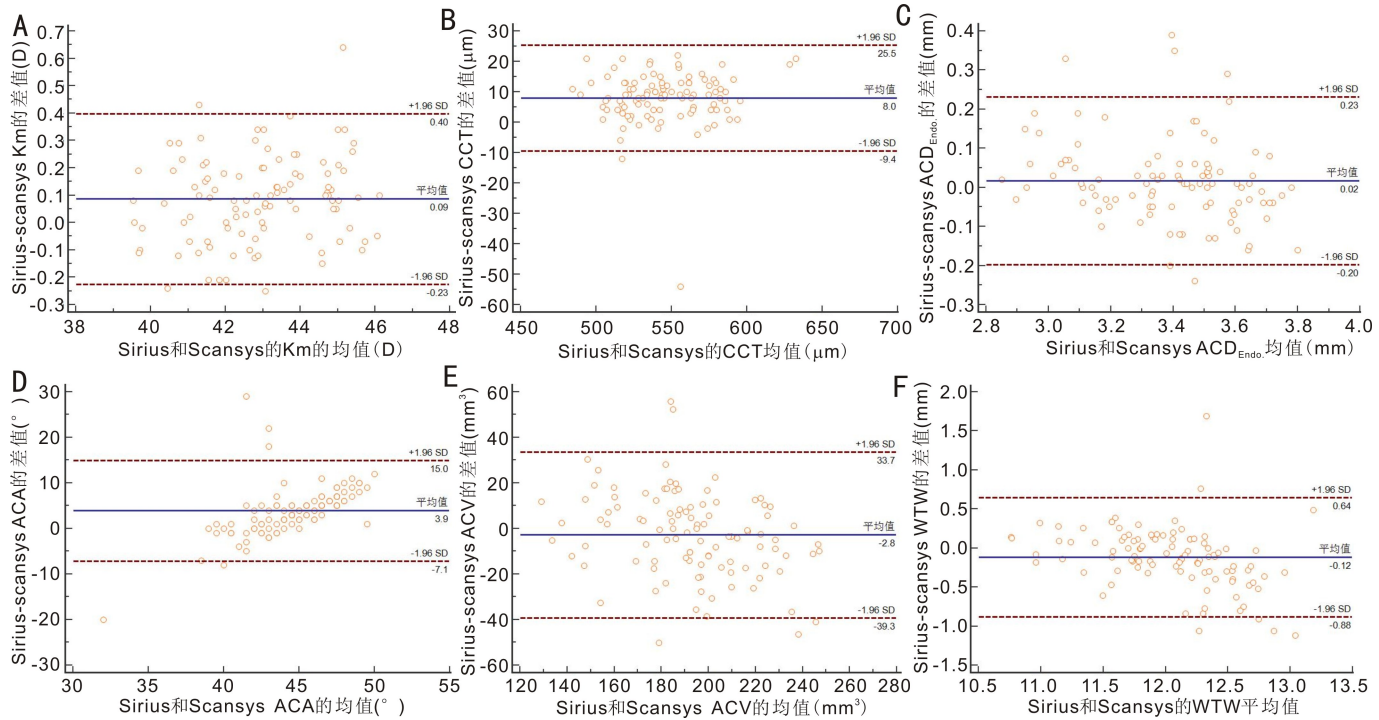 A
Sirius-scansys Km的差值(D)
0.7
0.6
0.5
0.4
0.3
0.2
0.1
0.0
-0.1
-0.2
-0.3
+1.96 SD
0.40
平均值
0.09
-1.96 SD
-0.23
38 40 42 44 46 48
Sirius和Scansys的Km的均值(D)
B
Sirius-scansys CCT的差值(μm)
30
20
10
0
-10
-20
-30
-40
-50
-60
+1.96 SD
25.5
平均值
8.0
-1.96 SD
-9.4
450 500 550 600 650 700
Sirius和Scansys的CCT均值(μm)
C
Sirius-scansys ACDEndo.的差值(mm)
0.4
0.3
0.2
0.1
0.0
-0.1
-0.2
-0.3
+1.96 SD
0.23
平均值
0.02
-1.96 SD
-0.20
2.8 3.0 3.2 3.4 3.6 3.8 4.0
Sirius和Scansys ACDEndo.均值(mm)
D
Sirius-scansys ACA的差值(°)
30
20
10
0
-10
-20
-30
+1.96 SD
15.0
平均值
3.9
-1.96 SD
-7.1
30 35 40 45 50 55
Sirius和Scansys ACA的均值(°)
E
Sirius-scansys ACV的差值(mm³)
60
40
20
0
-20
-40
-60
+1.96 SD
33.7
平均值
-2.8
-1.96 SD
-39.3
120 140 160 180 200 220 240 260 280
Sirius和Scansys ACV的均值(mm³)
F
Sirius-scansys WTW的差值(mm)
2.0
1.5
1.0
0.5
0.0
-0.5
-1.0
-1.5
+1.96 SD
0.64
平均值
-0.12
-1.96 SD
-0.88
10.5 11.0 11.5 12.0 12.5 13.0 13.5
Sirius和Scansys的WTW平均值